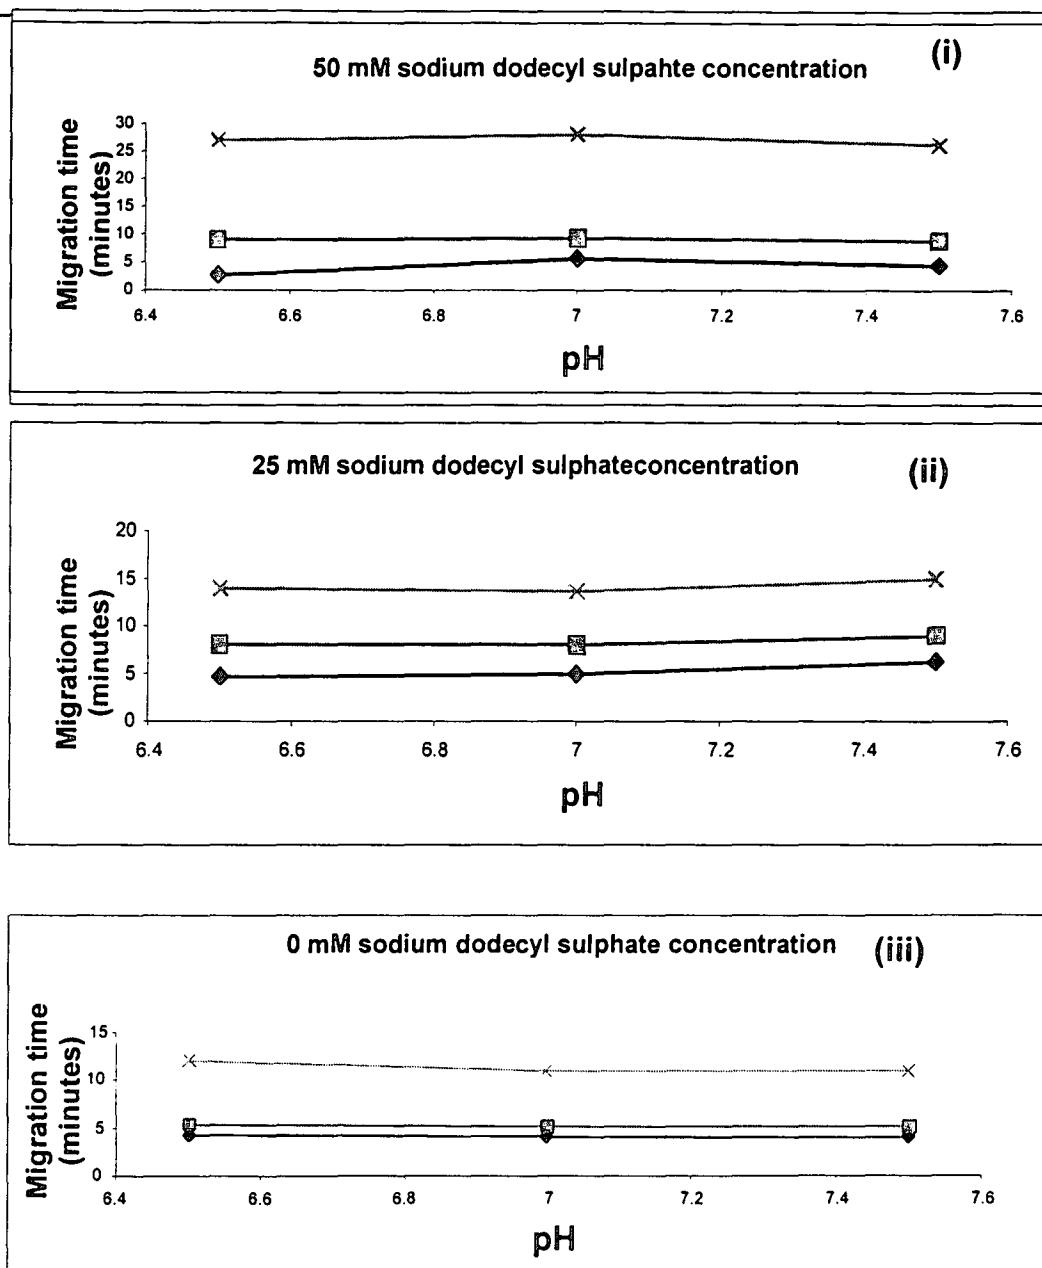 50 mM sodium dodecyl sulpahte concentration
(i)
Migration time
(minutes)
30
25
20
15
10
5
0
6.4 6.6 6.8 7 7.2 7.4 7.6
pH
25 mM sodium dodecyl sulphateconcentration
(ii)
Migration time
(minutes)
20
15
10
5
0
6.4 6.6 6.8 7 7.2 7.4 7.6
pH
0 mM sodium dodecyl sulphate concentration
(iii)
Migration time
(minutes)
15
10
5
0
6.4 6.6 6.8 7 7.2 7.4 7.6
pH